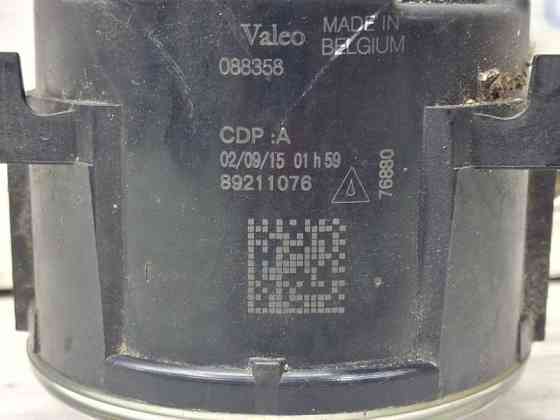 Valeo MADE IN
BELGIUM
088358
CDP :A
02/09/15 01 h 59
89211076
76880